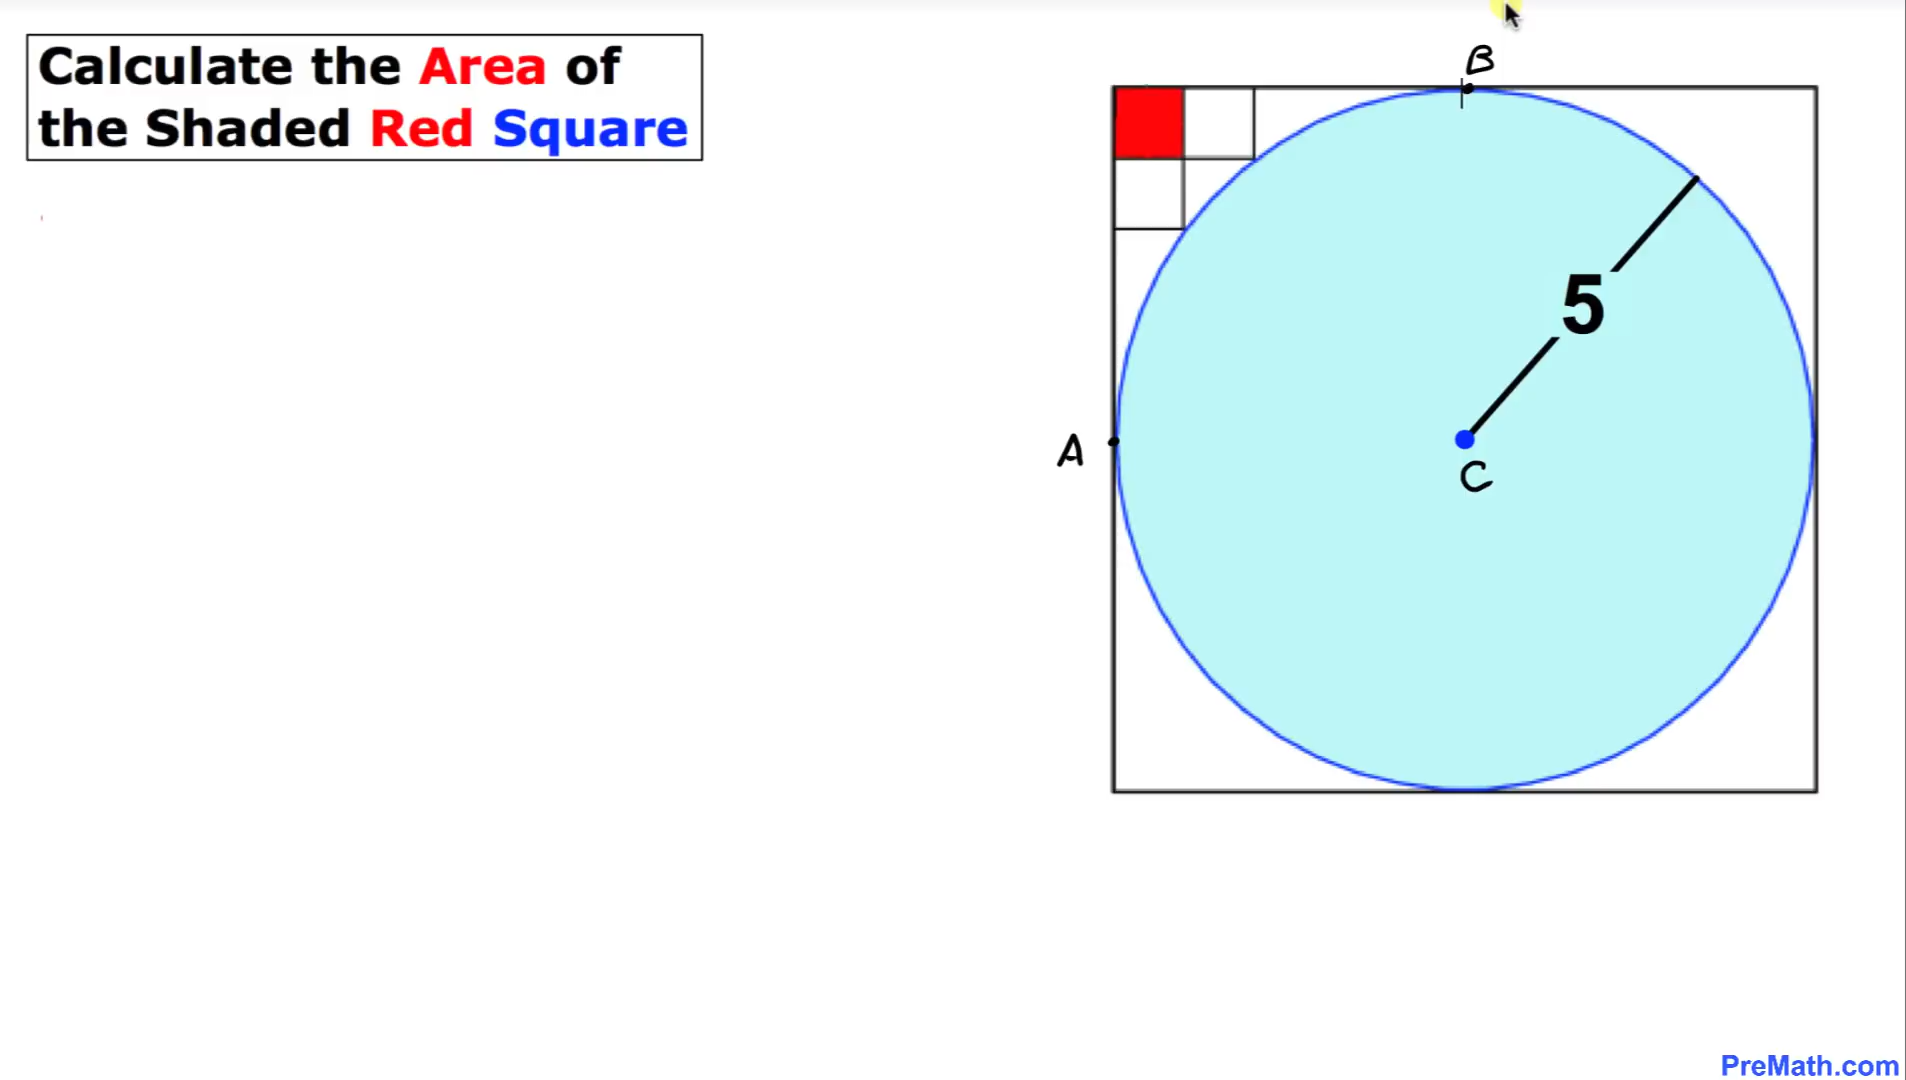 Calculate the Area of
the Shaded Red Square
B
5
A
C
PreMath.com